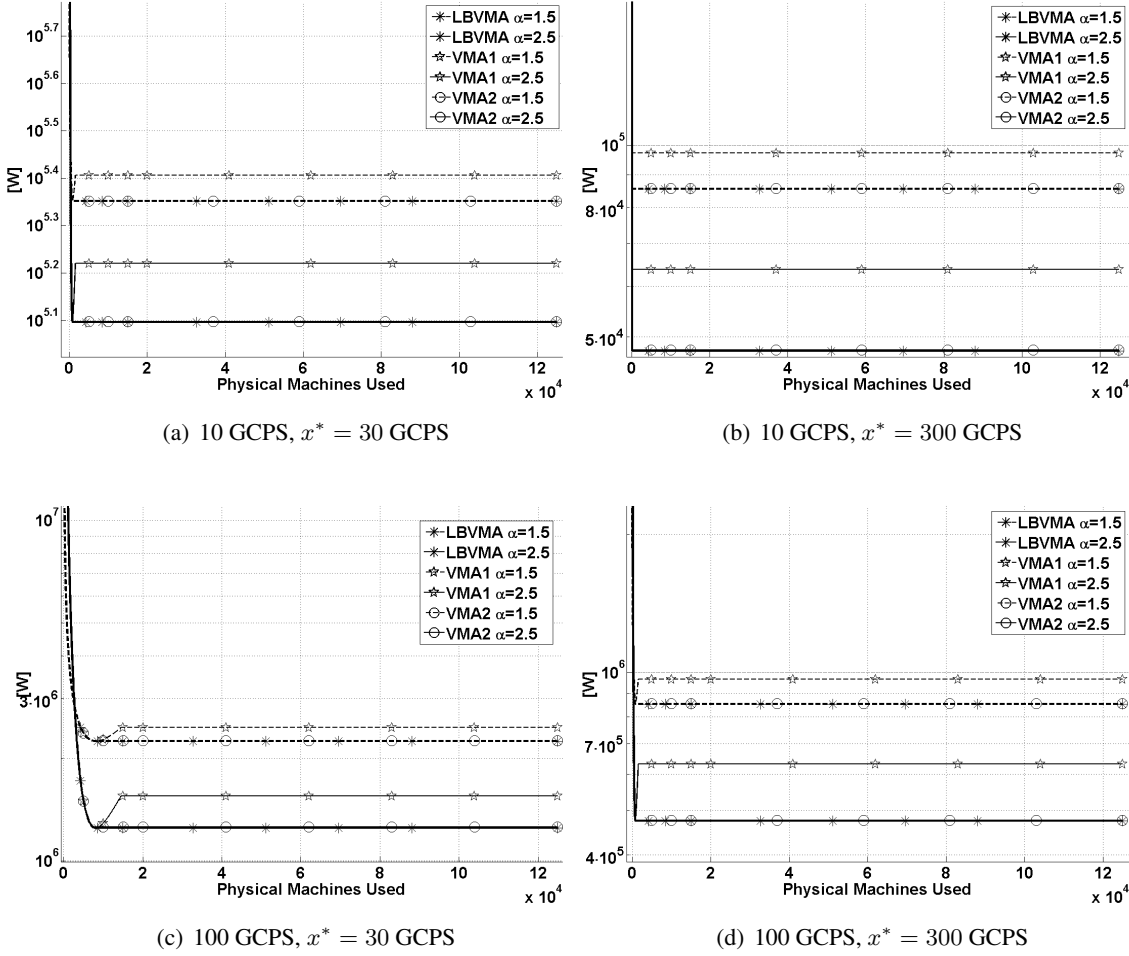 10^5.7
10^5.6
10^5.5
10^5.4
10^5.3
10^5.2
10^5.1
[W]
LBVMA α=1.5
LBVMA α=2.5
VMA1 α=1.5
VMA1 α=2.5
VMA2 α=1.5
VMA2 α=2.5
0 2 4 6 8 10 12
Physical Machines Used
x 10^4
(a) 10 GCPS, x* = 30 GCPS
10^5
8·10^4
5·10^4
[W]
LBVMA α=1.5
LBVMA α=2.5
VMA1 α=1.5
VMA1 α=2.5
VMA2 α=1.5
VMA2 α=2.5
0 2 4 6 8 10 12
Physical Machines Used
x 10^4
(b) 10 GCPS, x* = 300 GCPS
10^7
3·10^6
10^6
[W]
LBVMA α=1.5
LBVMA α=2.5
VMA1 α=1.5
VMA1 α=2.5
VMA2 α=1.5
VMA2 α=2.5
0 2 4 6 8 10 12
Physical Machines Used
x 10^4
(c) 100 GCPS, x* = 30 GCPS
10^6
7·10^5
4·10^5
[W]
LBVMA α=1.5
LBVMA α=2.5
VMA1 α=1.5
VMA1 α=2.5
VMA2 α=1.5
VMA2 α=2.5
0 2 4 6 8 10 12
Physical Machines Used
x 10^4
(d) 100 GCPS, x* = 300 GCPS